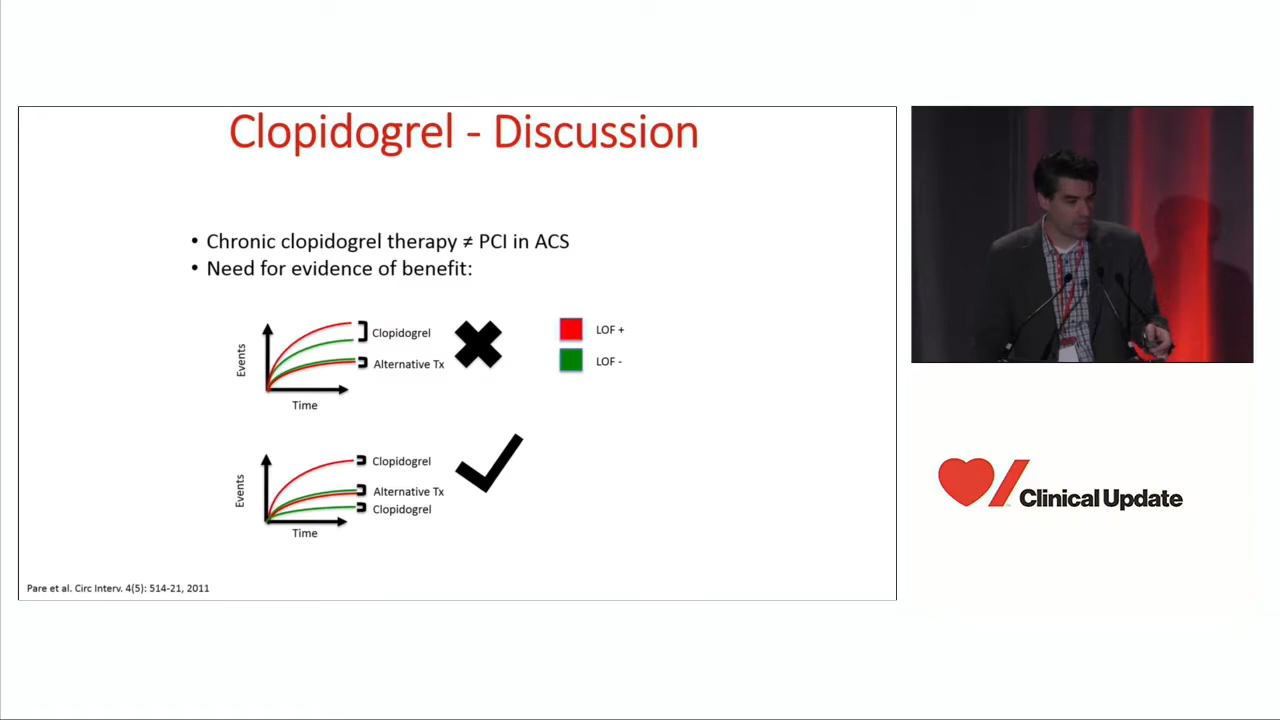 Clopidogrel - Discussion
• Chronic clopidogrel therapy ≠ PCI in ACS
• Need for evidence of benefit:
Events
Clopidogrel
Alternative Tx
Time
LOF +
LOF -
Events
Clopidogrel
Alternative Tx
Clopidogrel
Time
Pare et al. Circ Interv. 4(5): 514-21, 2011
Clinical Update